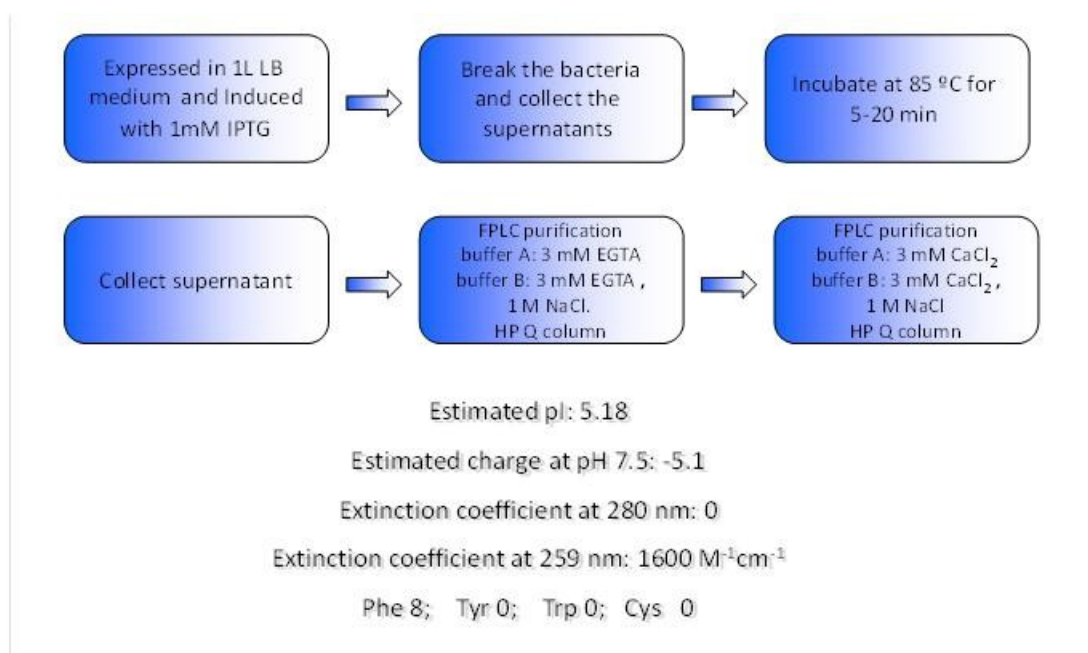 Expressed in 1L LB
medium and Induced
with 1mM IPTG
Break the bacteria
and collect the
supernatants
Incubate at 85 ºC for
5-20 min
Collect supernatant
FPLC purification
buffer A: 3 mM EGTA
buffer B: 3 mM EGTA ,
1 M NaCl.
HP Q column
FPLC purification
buffer A: 3 mM CaCl₂
buffer B: 3 mM CaCl₂ ,
1 M NaCl
HP Q column
Estimated pI: 5.18
Estimated charge at pH 7.5: -5.1
Extinction coefficient at 280 nm: 0
Extinction coefficient at 259 nm: 1600 M⁻¹cm⁻¹
Phe 8; Tyr 0; Trp 0; Cys 0